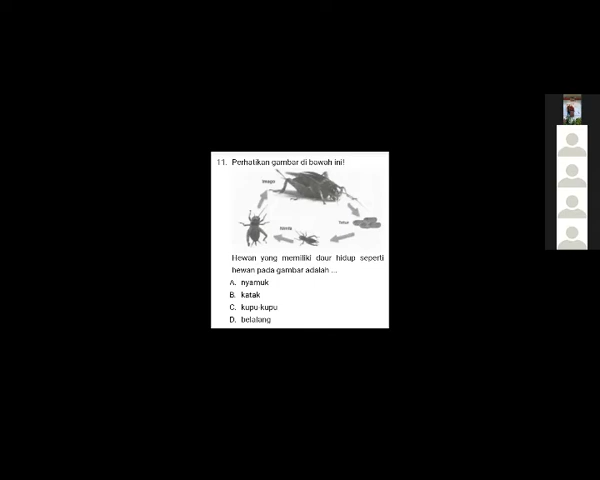 11. Perhatikan gambar di bawah ini!
Imago
Telur
Nimfa
Hewan yang memiliki daur hidup seperti
hewan pada gambar adalah ...
A. nyamuk
B. katak
C. kupu-kupu
D. belalang